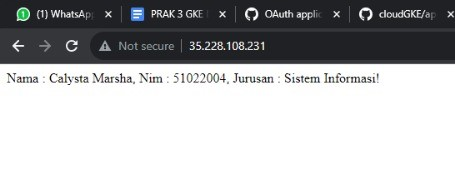 (1) WhatsAp
PRAK 3 GKE
OAuth applic
cloudGKE/ap
Not secure | 35.228.108.231
Nama : Calysta Marsha, Nim : 51022004, Jurusan : Sistem Informasi!